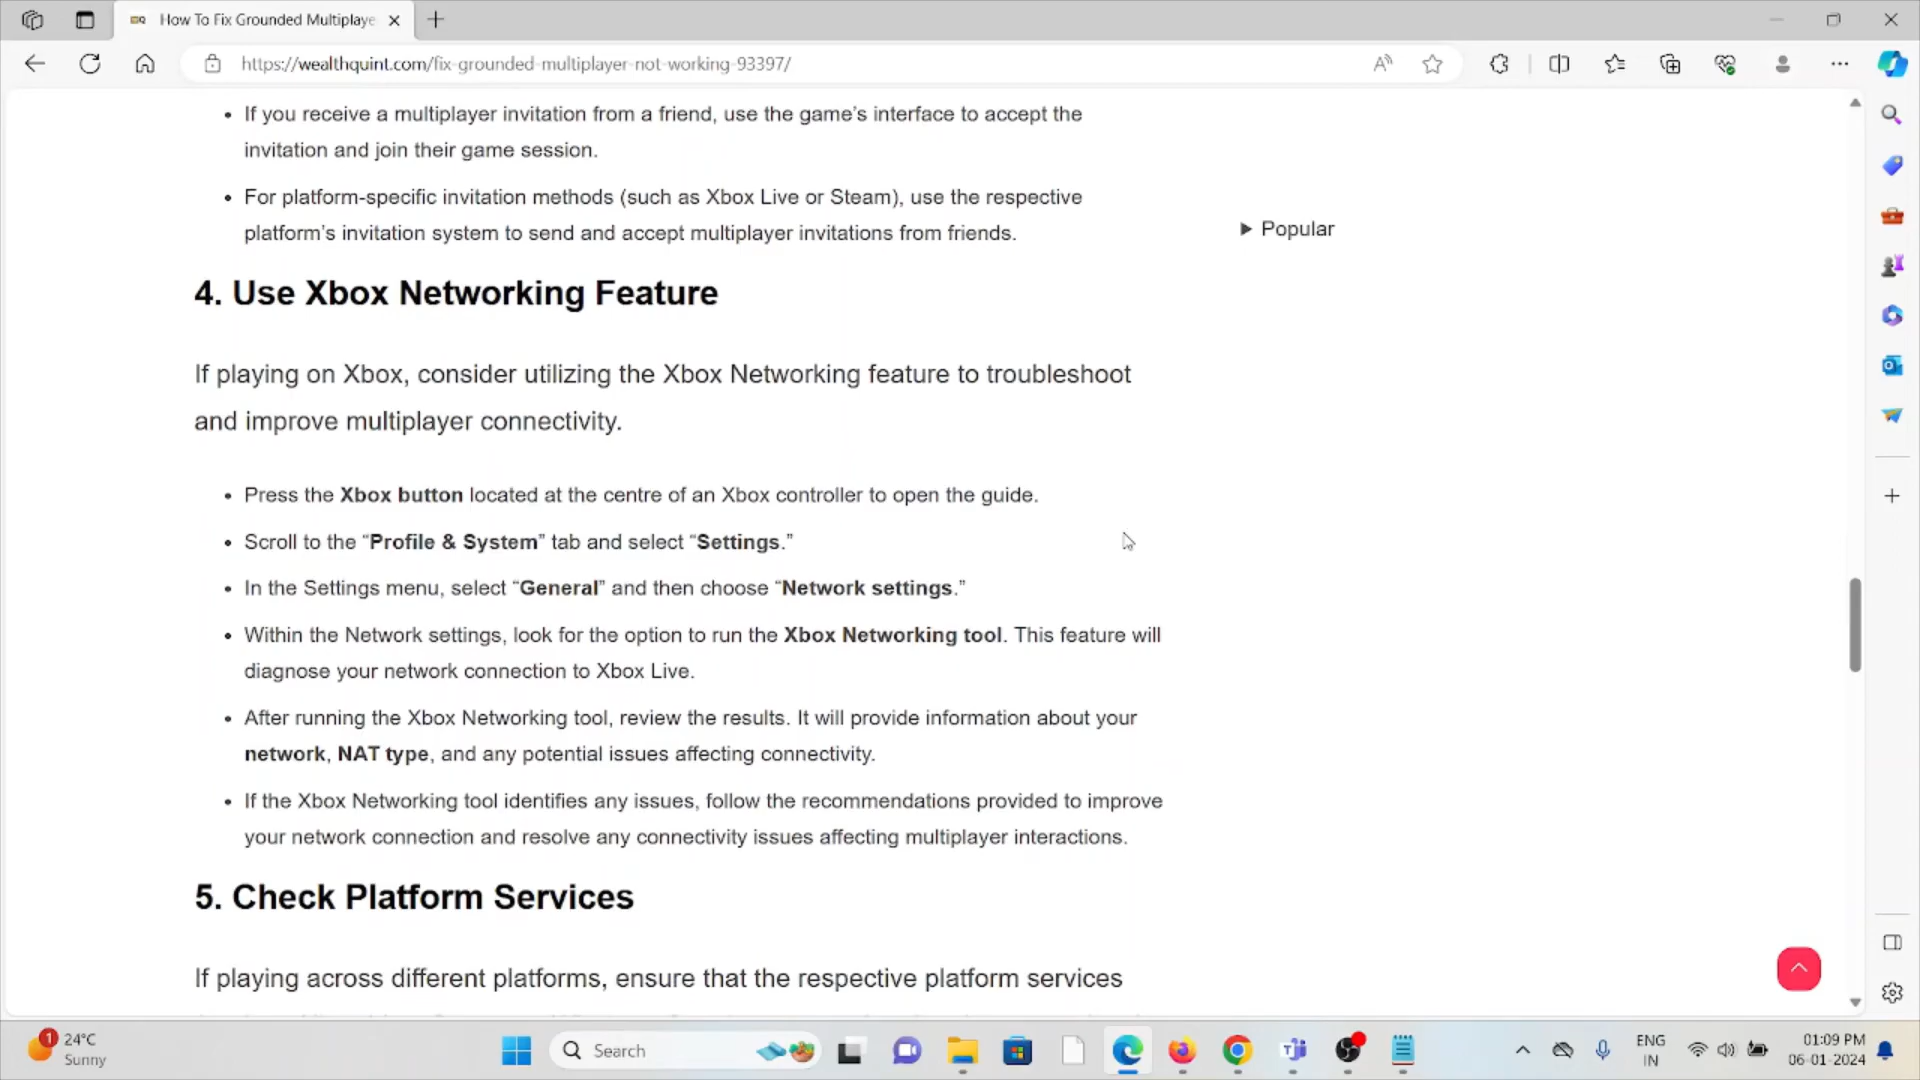 How To Fix Grounded Multiplaye
https://wealthquint.com/fix-grounded-multiplayer-not-working-93397/
• If you receive a multiplayer invitation from a friend, use the game’s interface to accept the
invitation and join their game session.
• For platform-specific invitation methods (such as Xbox Live or Steam), use the respective
platform’s invitation system to send and accept multiplayer invitations from friends.
Popular
4. Use Xbox Networking Feature
If playing on Xbox, consider utilizing the Xbox Networking feature to troubleshoot
and improve multiplayer connectivity.
• Press the Xbox button located at the centre of an Xbox controller to open the guide.
• Scroll to the “Profile & System” tab and select “Settings.”
• In the Settings menu, select “General” and then choose “Network settings.”
• Within the Network settings, look for the option to run the Xbox Networking tool. This feature will
diagnose your network connection to Xbox Live.
• After running the Xbox Networking tool, review the results. It will provide information about your
network, NAT type, and any potential issues affecting connectivity.
• If the Xbox Networking tool identifies any issues, follow the recommendations provided to improve
your network connection and resolve any connectivity issues affecting multiplayer interactions.
5. Check Platform Services
If playing across different platforms, ensure that the respective platform services
1
24°C
Sunny
Search
ENG
IN
01:09 PM
06-01-2024